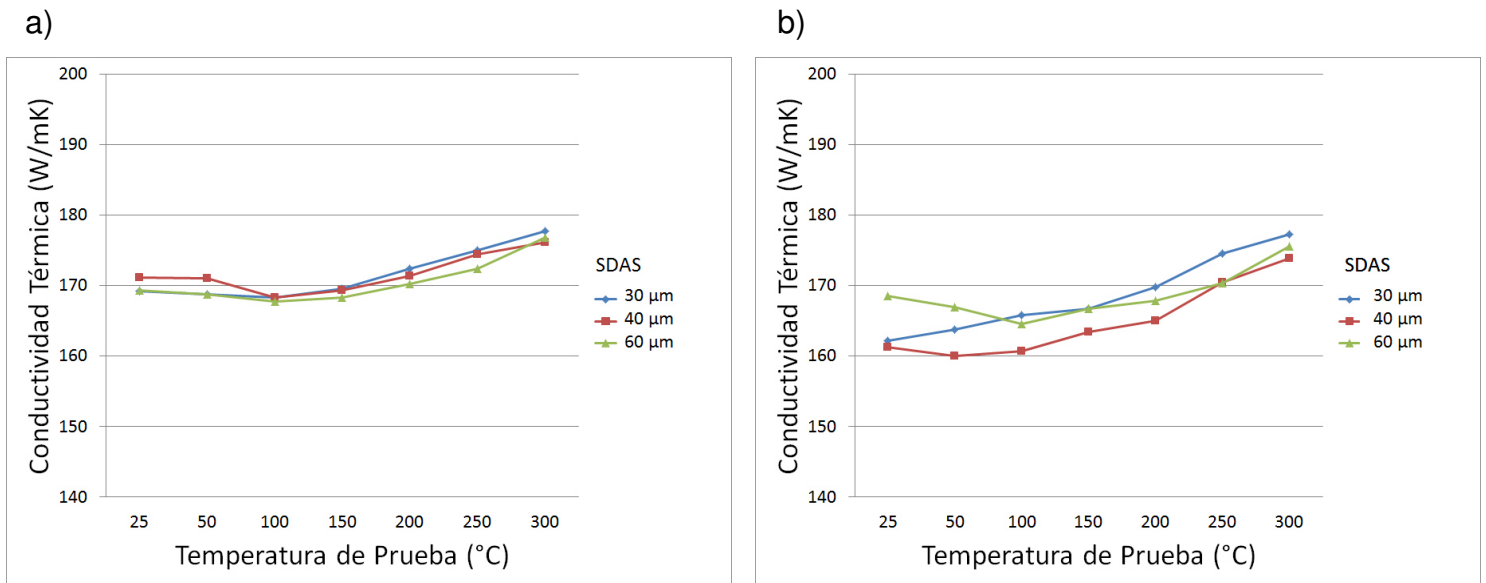 a)
Conductividad Térmica (W/mK)
200
190
180
170
160
150
140
25 50 100 150 200 250 300
Temperatura de Prueba (°C)
SDAS
30 µm
40 µm
60 µm
b)
Conductividad Térmica (W/mK)
200
190
180
170
160
150
140
25 50 100 150 200 250 300
Temperatura de Prueba (°C)
SDAS
30 µm
40 µm
60 µm